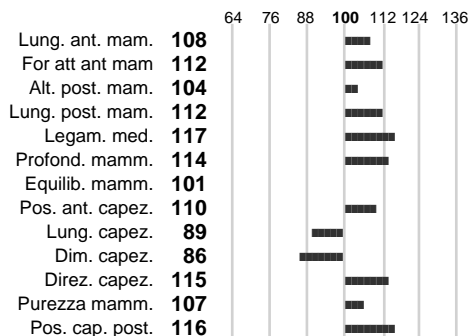 64 76 88 100 112 124 136
Lung. ant. mam. 108
For att ant mam 112
Alt. post. mam. 104
Lung. post. mam. 112
Legam. med. 117
Profond. mamm. 114
Equilib. mamm. 101
Pos. ant. capez. 110
Lung. capez. 89
Dim. capez. 86
Direz. capez. 115
Purezza mamm. 107
Pos. cap. post. 116